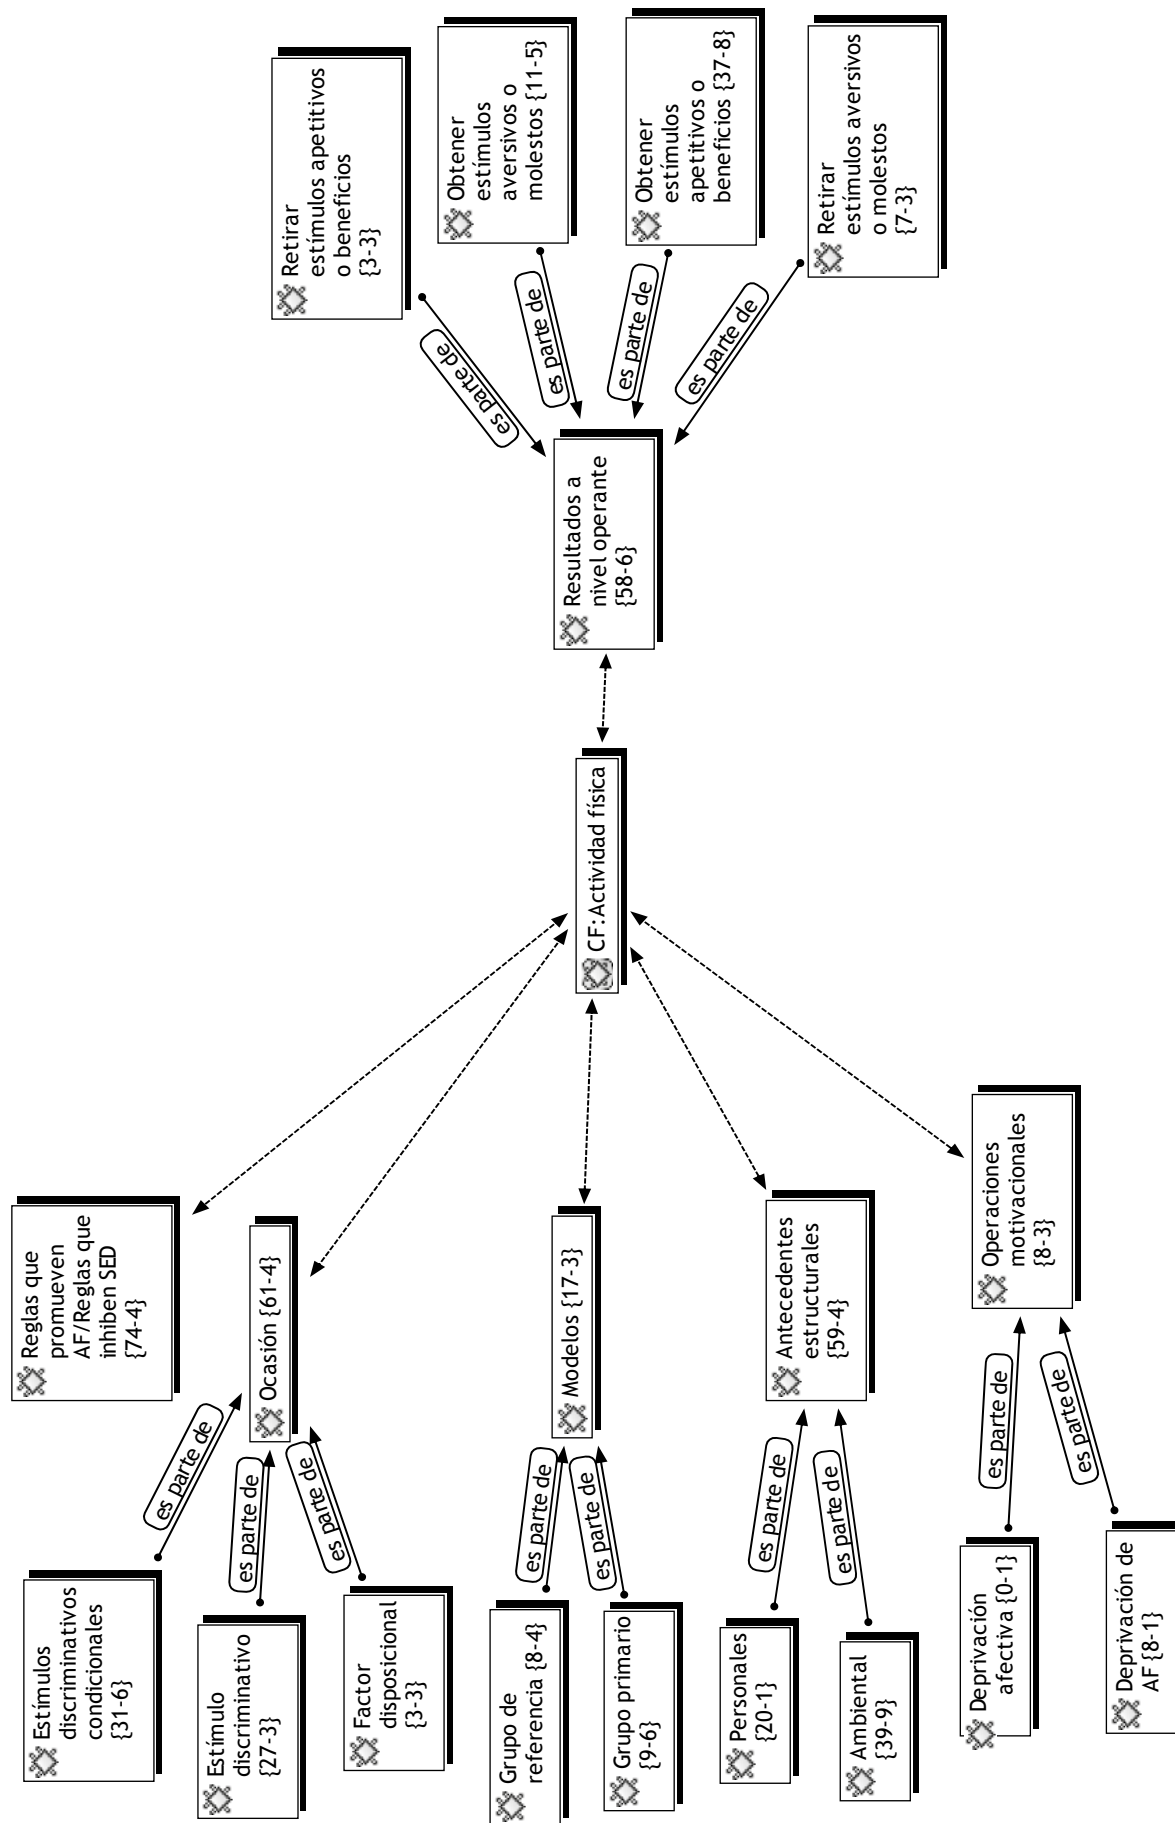 Estímulos
discriminativos
condicionales
{31-6}
Estímulo
discriminativo
{27-3}
Factor
disposicional
{3-3}
Grupo de
referencia {8-4}
Grupo primario
{9-6}
Personales
{20-1}
Ambiental
{39-9}
Deprivación
afectiva {0-1}
Deprivación de
AF {8-1}
es parte de
es parte de
es parte de
es parte de
es parte de
es parte de
es parte de
es parte de
es parte de
Reglas que
promueven
AF/Reglas que
inhiben SED
{74-4}
Ocasión {61-4}
Modelos {17-3}
Antecedentes
estructurales
{59-4}
Operaciones
motivacionales
{8-3}
CF: Actividad física
Resultados a
nivel operante
{58-6}
es parte de
es parte de
es parte de
es parte de
Retirar
estímulos apetitivos
o beneficios
{3-3}
Obtener
estímulos
aversivos o
molestos {11-5}
Obtener
estímulos
apetitivos o
beneficios {37-8}
Retirar
estímulos aversivos
o molestos
{7-3}